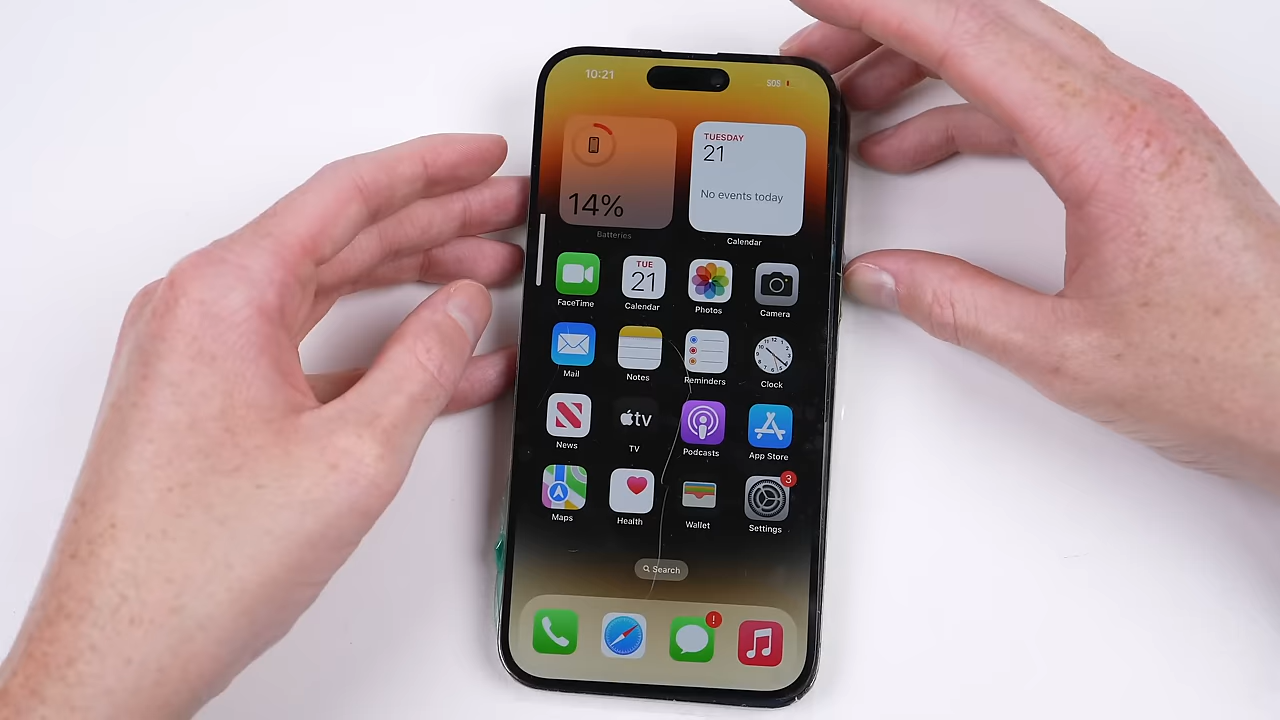 10:21
SOS
14%
Batteries
TUESDAY
21
No events today
Calendar
FaceTime
TUE
21
Calendar
Photos
Camera
Mail
Notes
Reminders
Clock
News
tv
TV
Podcasts
App Store
Maps
Health
Wallet
3
Settings
Search
!